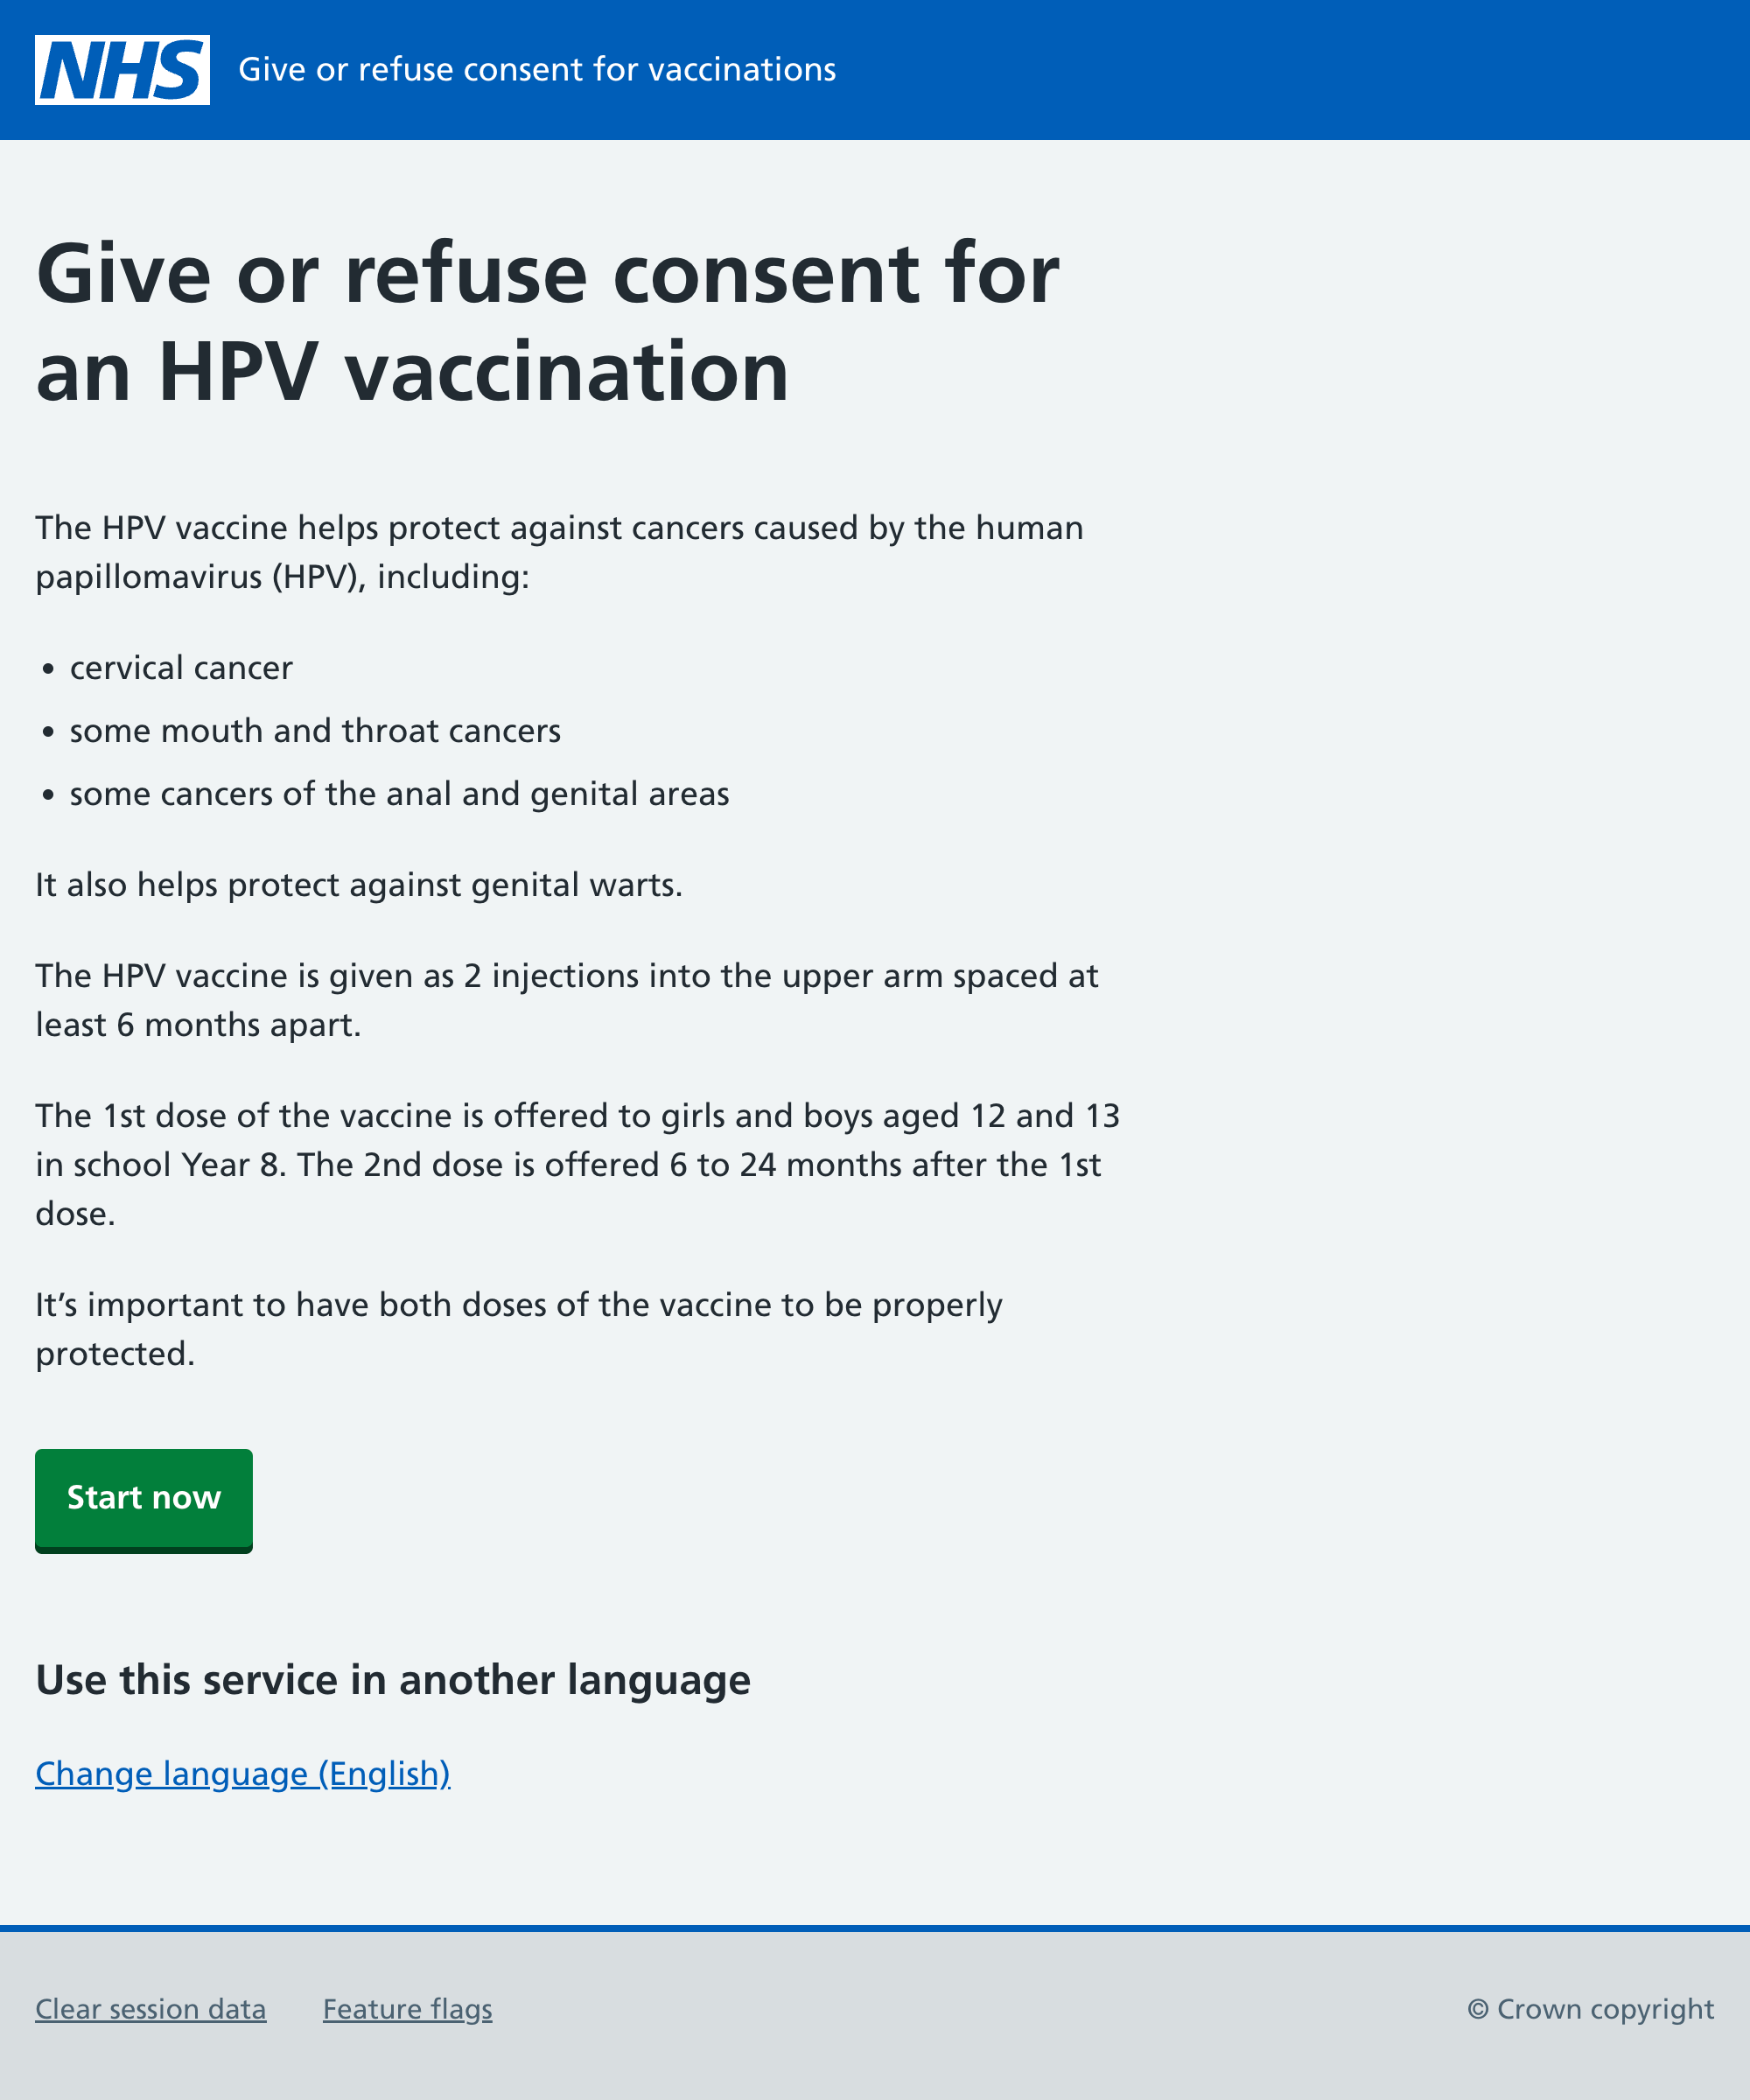 NHS
Give or refuse consent for vaccinations
Give or refuse consent for
an HPV vaccination
The HPV vaccine helps protect against cancers caused by the human
papillomavirus (HPV), including:
• cervical cancer
• some mouth and throat cancers
• some cancers of the anal and genital areas
It also helps protect against genital warts.
The HPV vaccine is given as 2 injections into the upper arm spaced at
least 6 months apart.
The 1st dose of the vaccine is offered to girls and boys aged 12 and 13
in school Year 8. The 2nd dose is offered 6 to 24 months after the 1st
dose.
It’s important to have both doses of the vaccine to be properly
protected.
Start now
Use this service in another language
Change language (English)
Clear session data
Feature flags
© Crown copyright